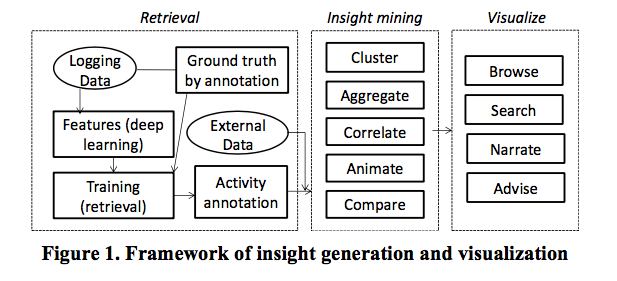 Retrieval
Insight mining
Visualize
Logging
Data
Ground truth
by annotation
Features (deep
learning)
External
Data
Training
(retrieval)
Activity
annotation
Cluster
Aggregate
Correlate
Animate
Compare
Browse
Search
Narrate
Advise
Figure 1. Framework of insight generation and visualization